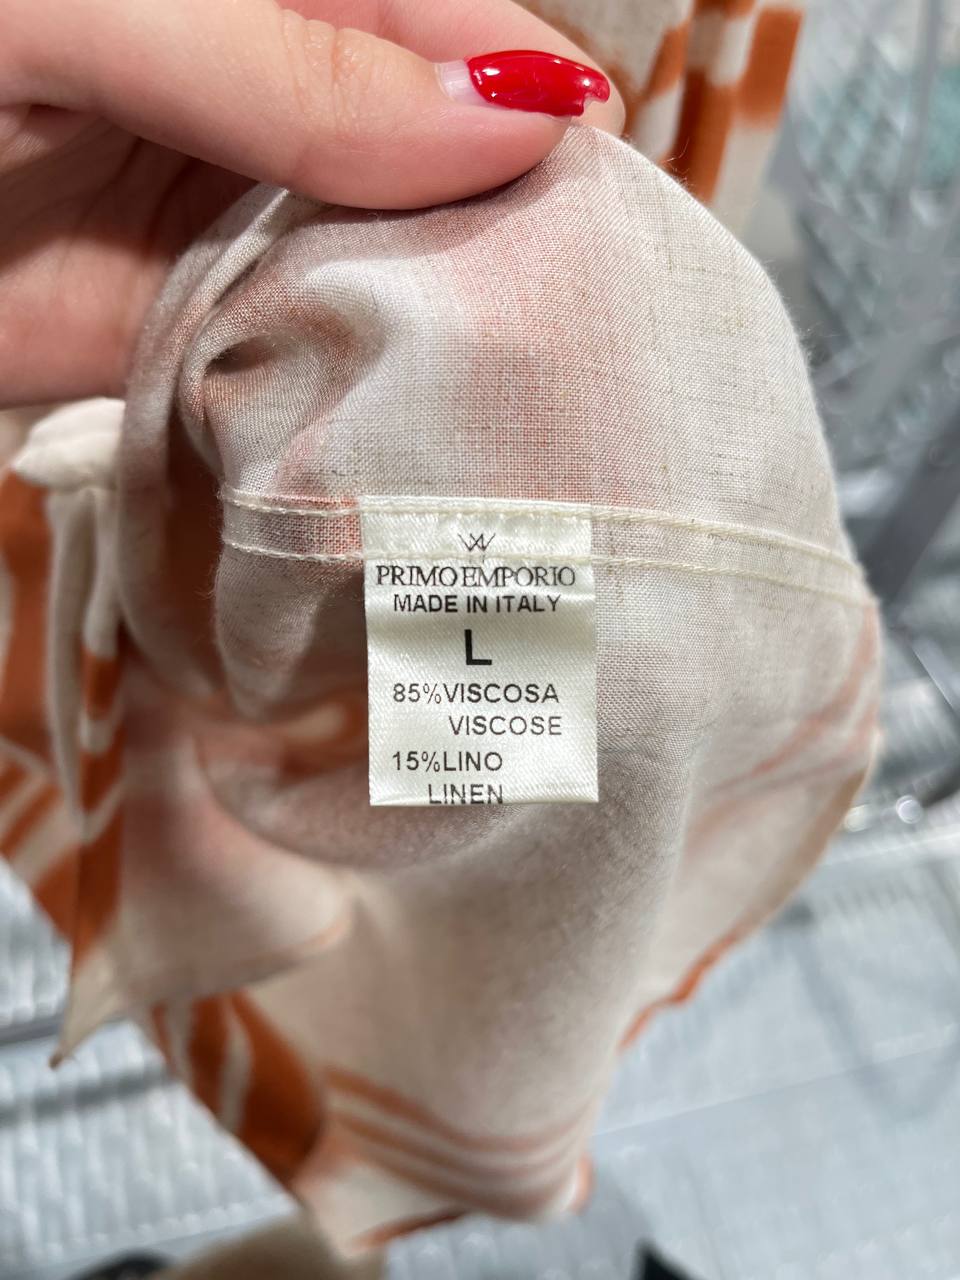 PRIMO EMPORIO
MADE IN ITALY
L
85%VISCOSA
VISCOSE
15%LINO
LINEN